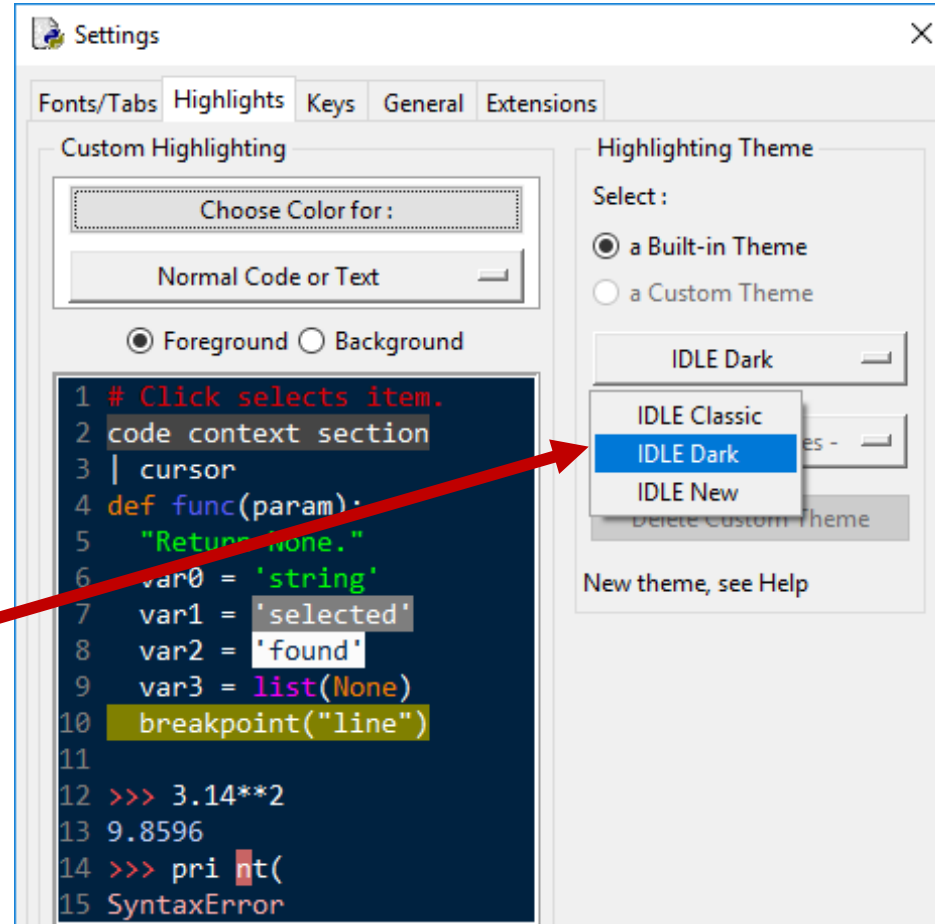 Settings
Fonts/Tabs Highlights Keys General Extensions
Custom Highlighting
Choose Color for :
Normal Code or Text
Foreground Background
1 # Click selects item.
2 code context section
3 | cursor
4 def func(param):
5 "Return None."
6 var0 = 'string'
7 var1 = 'selected'
8 var2 = 'found'
9 var3 = list(None)
10 breakpoint("line")
11
12 >>> 3.14**2
13 9.8596
14 >>> pri nt(
15 SyntaxError
Highlighting Theme
Select :
a Built-in Theme
a Custom Theme
IDLE Dark
IDLE Classic
IDLE Dark
IDLE New
es -
Delete Custom Theme
New theme, see Help